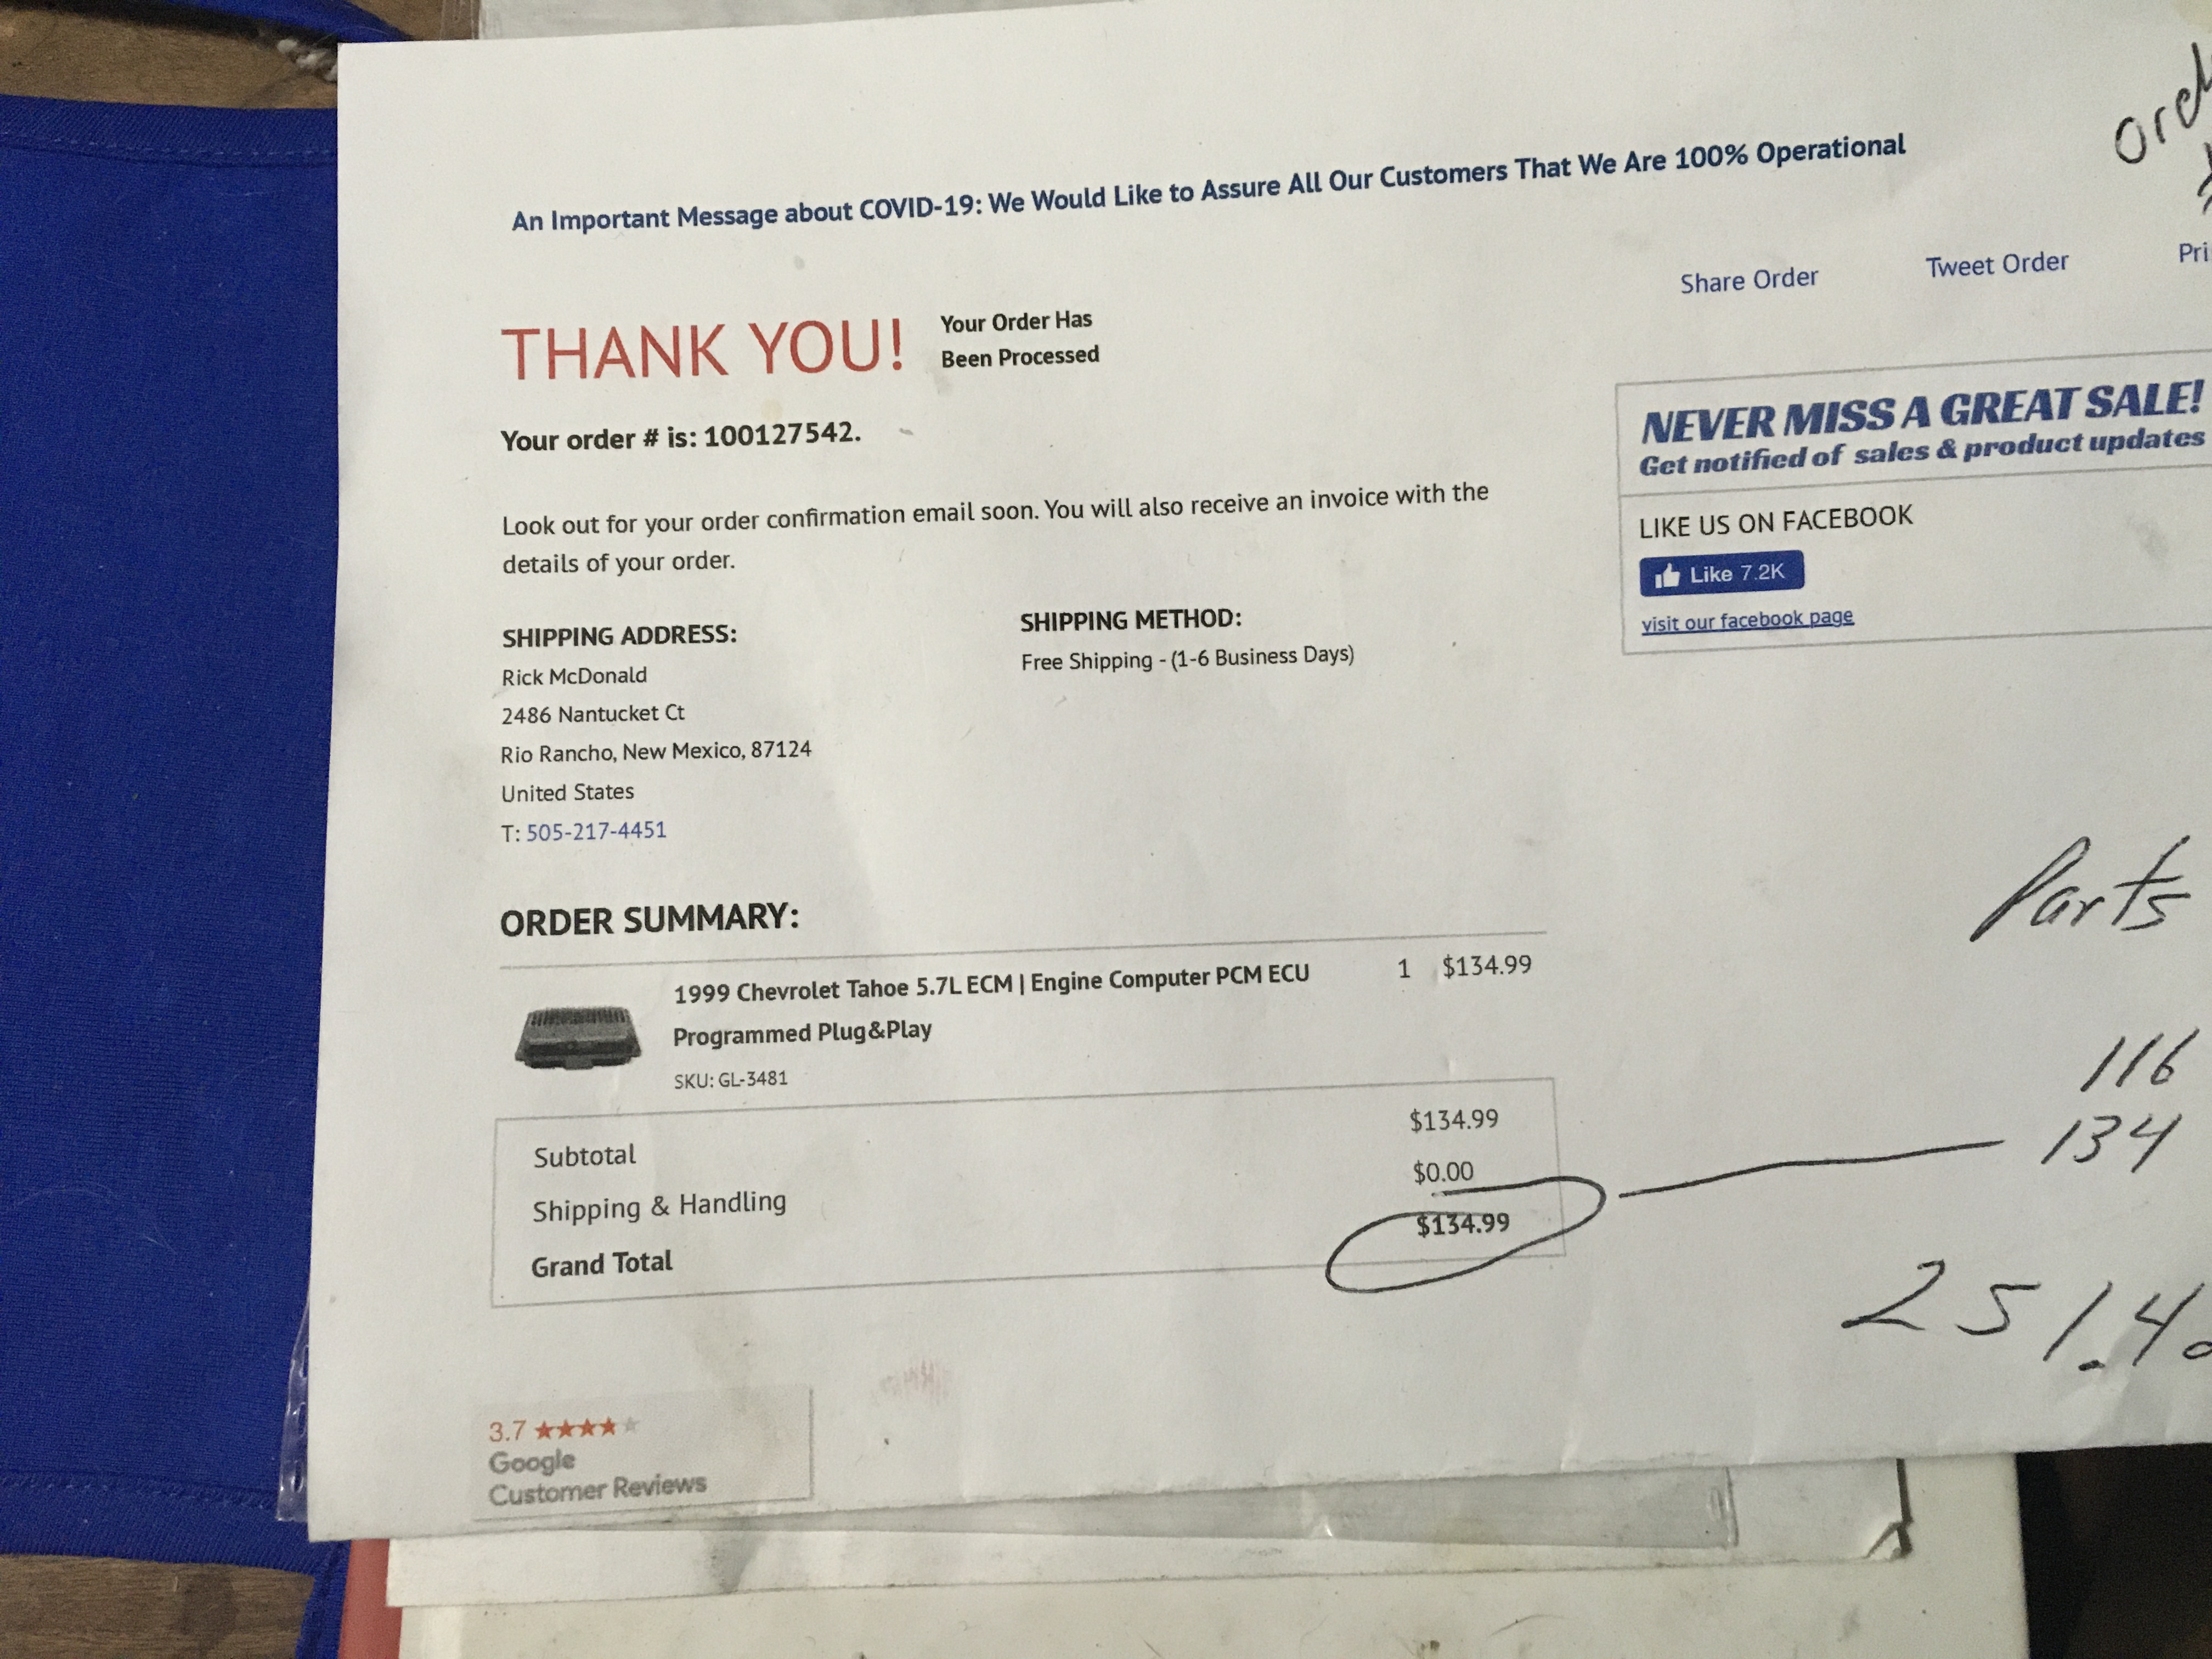 Ord
An Important Message about COVID-19: We Would Like to Assure All Our Customers That We Are 100% Operational
Share Order Tweet Order Pri
THANK YOU! Your Order Has
Been Processed
Your order # is: 100127542.
NEVER MISS A GREAT SALE!
Get notified of sales & product updates
LIKE US ON FACEBOOK
Like 7.2K
visit our facebook page
Look out for your order confirmation email soon. You will also receive an invoice with the
details of your order.
SHIPPING ADDRESS:
Rick McDonald
2486 Nantucket Ct
Rio Rancho, New Mexico, 87124
United States
T: 505-217-4451
SHIPPING METHOD:
Free Shipping - (1-6 Business Days)
Parts
ORDER SUMMARY:
1999 Chevrolet Tahoe 5.7L ECM | Engine Computer PCM ECU 1 $134.99
Programmed Plug&Play
SKU: GL-3481
116
134
251.4
Subtotal $134.99
Shipping & Handling $0.00
Grand Total $134.99
3.7
Google
Customer Reviews